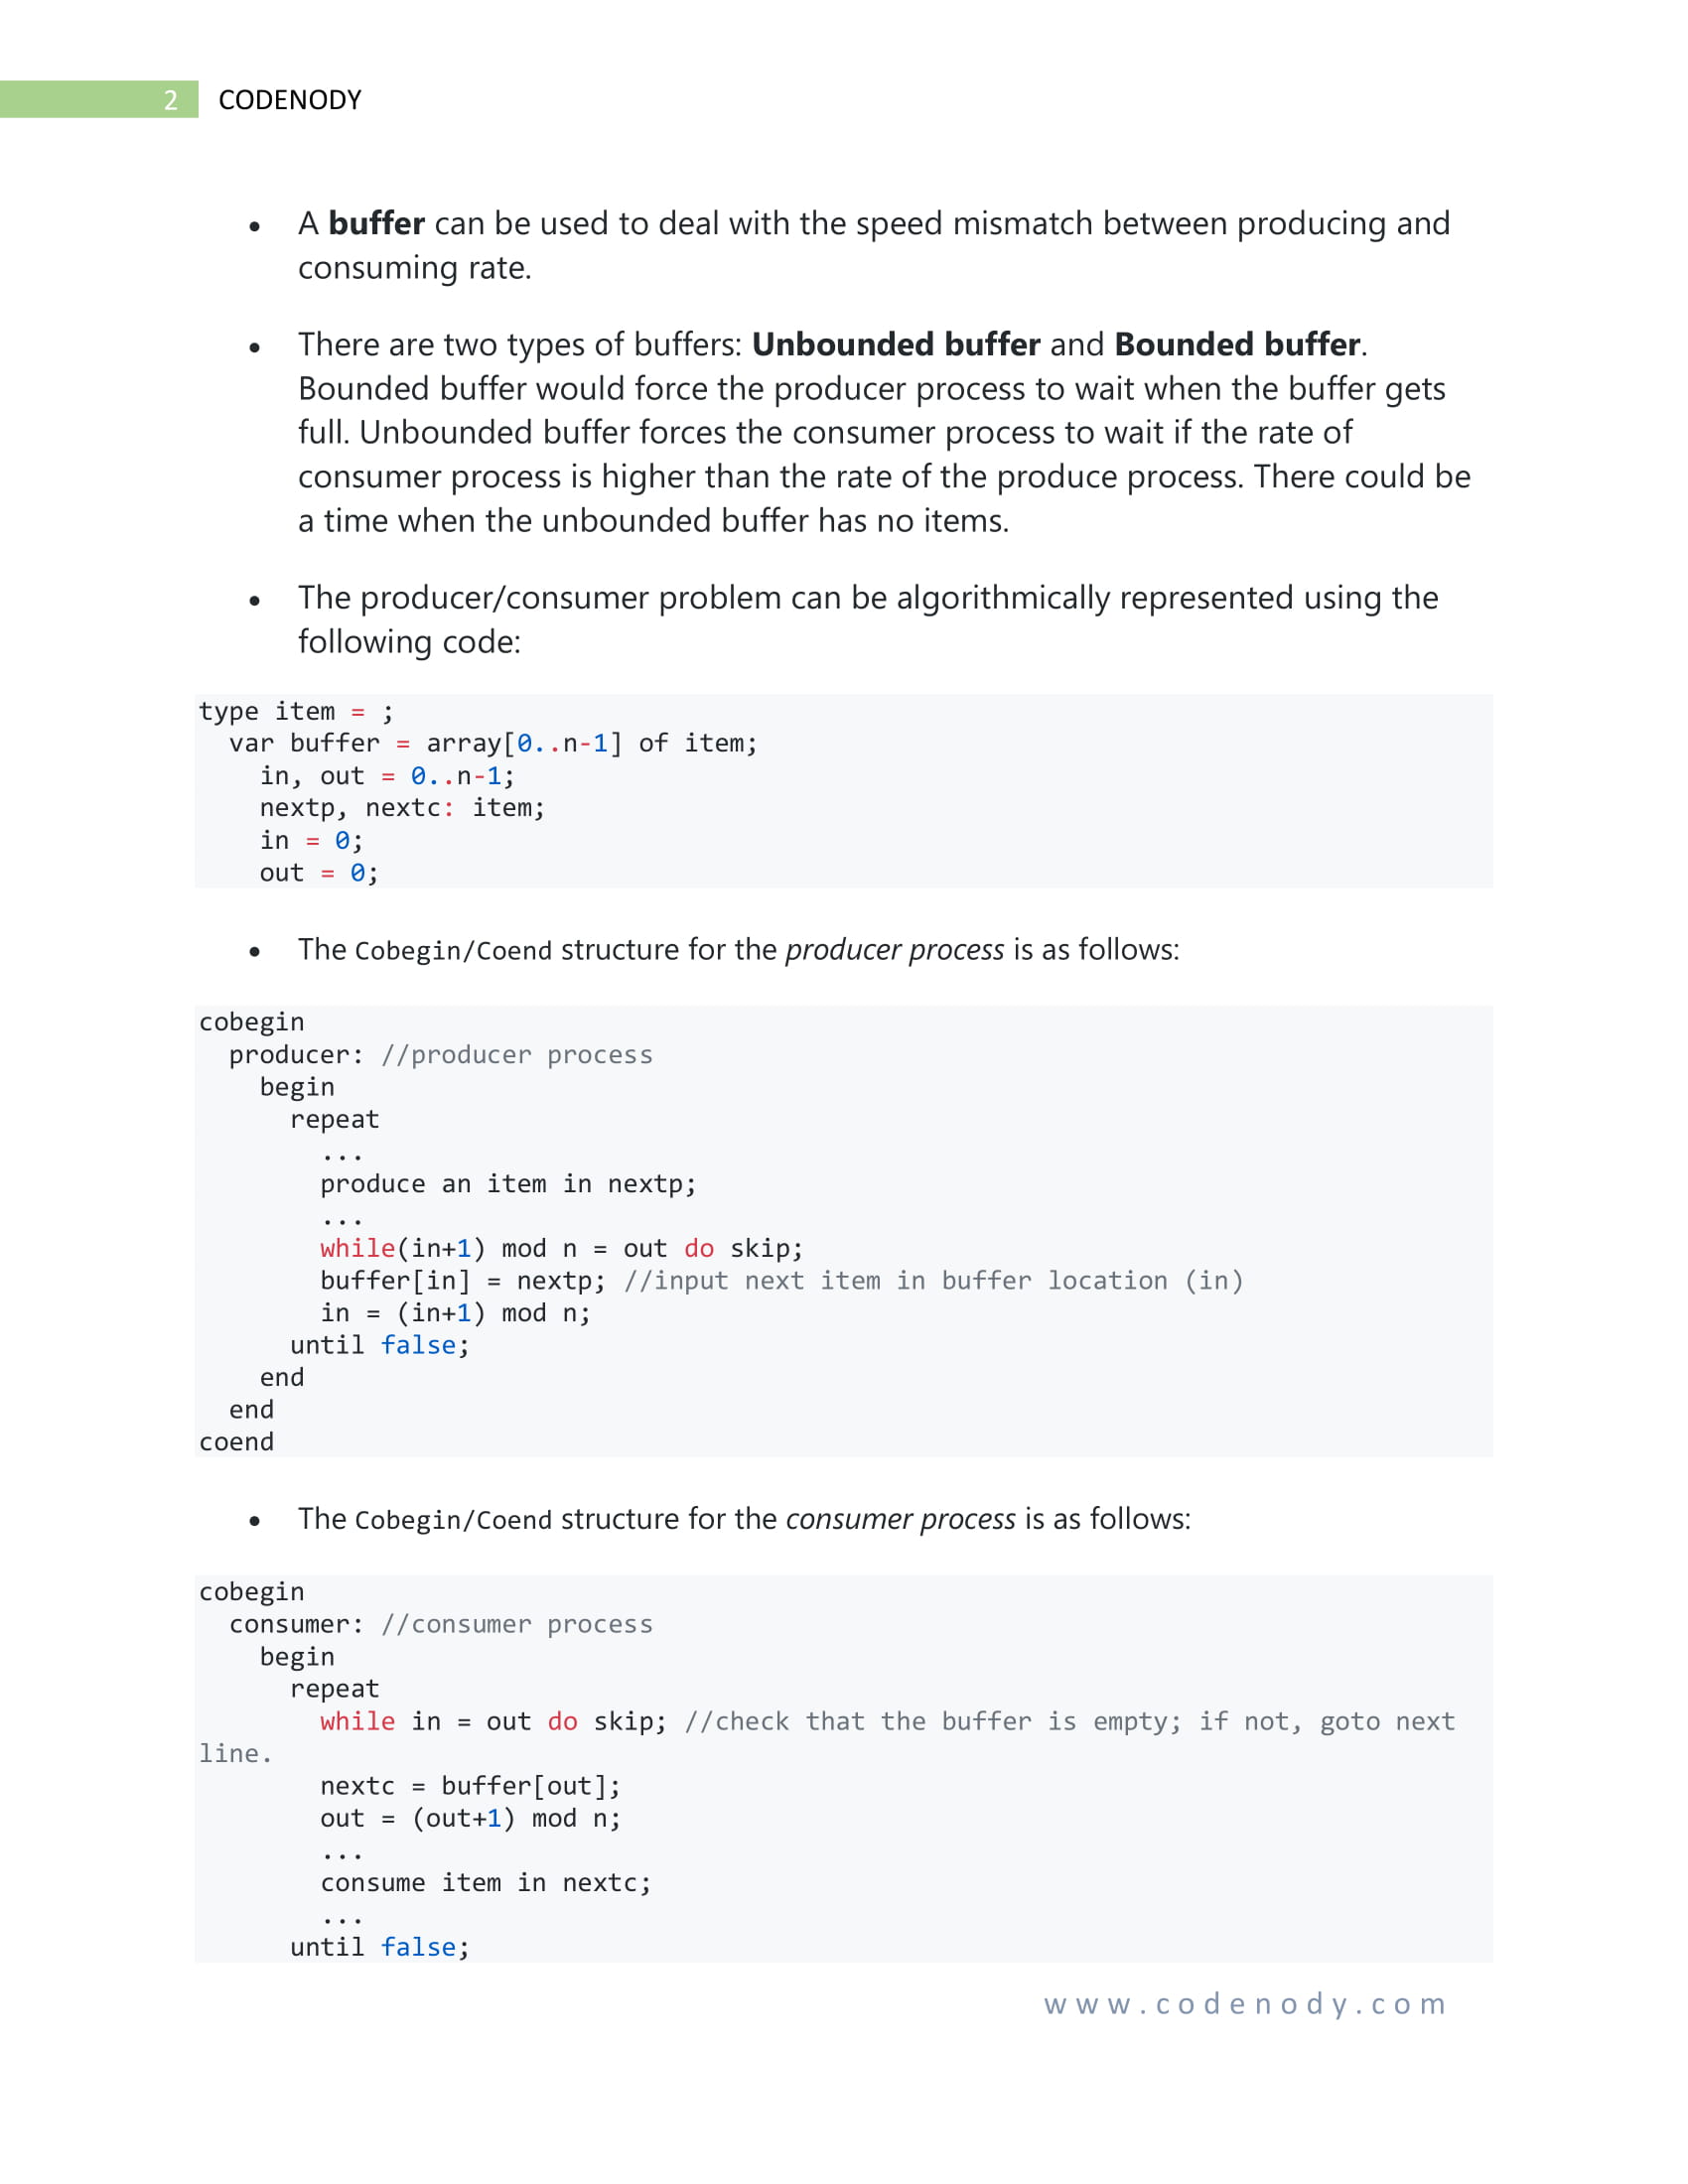 2 CODENODY
• A buffer can be used to deal with the speed mismatch between producing and
consuming rate.
• There are two types of buffers: Unbounded buffer and Bounded buffer.
Bounded buffer would force the producer process to wait when the buffer gets
full. Unbounded buffer forces the consumer process to wait if the rate of
consumer process is higher than the rate of the produce process. There could be
a time when the unbounded buffer has no items.
• The producer/consumer problem can be algorithmically represented using the
following code:
type item = ;
  var buffer = array[0..n-1] of item;
    in, out = 0..n-1;
    nextp, nextc: item;
    in = 0;
    out = 0;
• The Cobegin/Coend structure for the producer process is as follows:
cobegin
  producer: //producer process
    begin
      repeat
        ...
        produce an item in nextp;
        ...
        while(in+1) mod n = out do skip;
        buffer[in] = nextp; //input next item in buffer location (in)
        in = (in+1) mod n;
      until false;
    end
  end
coend
• The Cobegin/Coend structure for the consumer process is as follows:
cobegin
  consumer: //consumer process
    begin
      repeat
        while in = out do skip; //check that the buffer is empty; if not, goto next
line.
        nextc = buffer[out];
        out = (out+1) mod n;
        ...
        consume item in nextc;
        ...
      until false;
www.codenody.com